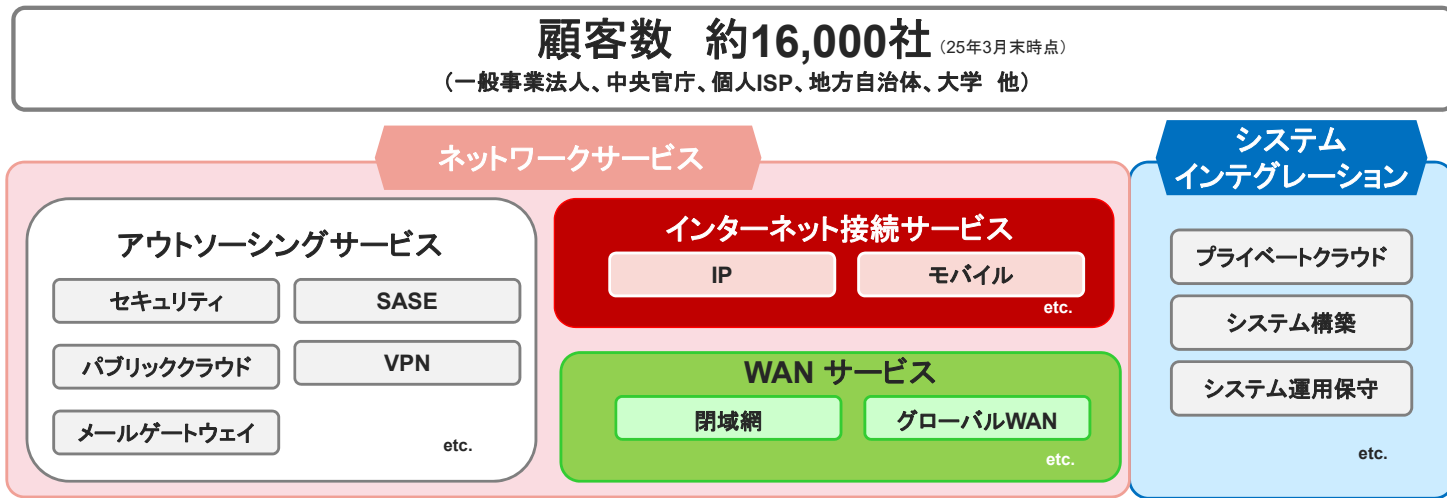 顧客数 約16,000社 (25年3月末時点)
(一般事業法人、中央官庁、個人ISP、地方自治体、大学 他)
ネットワークサービス
アウトソーシングサービス
セキュリティ
SASE
パブリッククラウド
VPN
メールゲートウェイ
etc.
インターネット接続サービス
IP
モバイル
etc.
WAN サービス
閉域網
グローバルWAN
etc.
システム
インテグレーション
プライベートクラウド
システム構築
システム運用保守
etc.